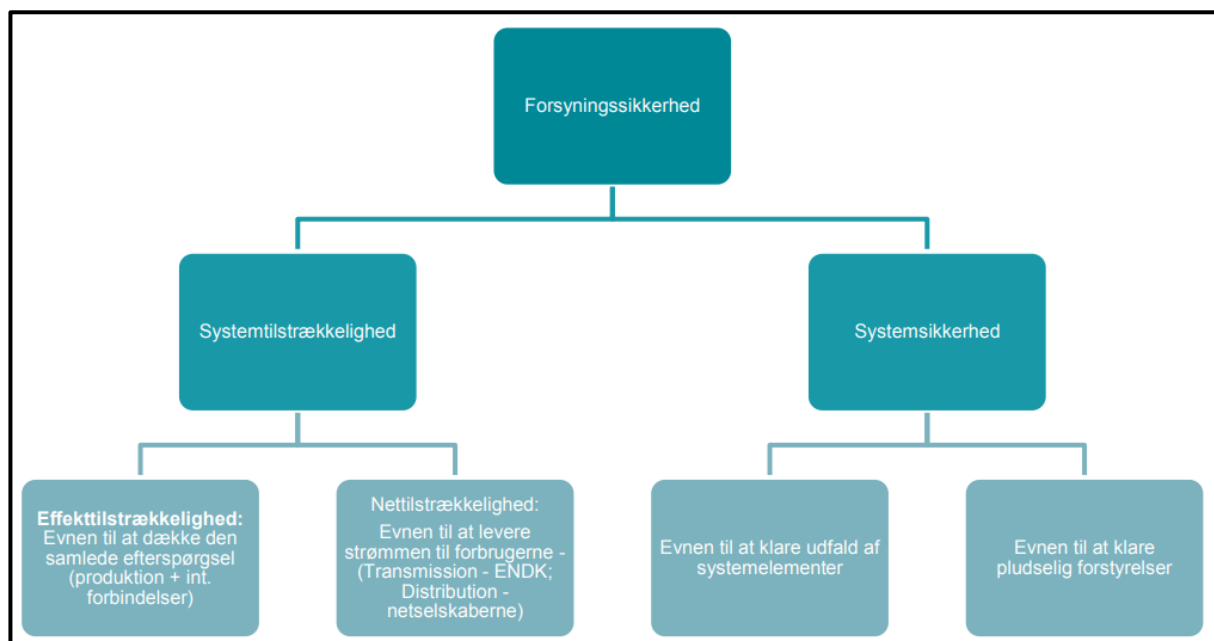 Forsyningssikkerhed
Systemtilstrækkelighed
Systemsikkerhed
Effekttilstrækkelighed:
Evnen til at dække den
samlede efterspørgsel
(produktion + int.
forbindelser)
Nettilstrækkelighed:
Evnen til at levere
strømmen til forbrugerne -
(Transmission - ENDK;
Distribution -
netselskaberne)
Evnen til at klare udfald af
systemelementer
Evnen til at klare
pludselig forstyrelser